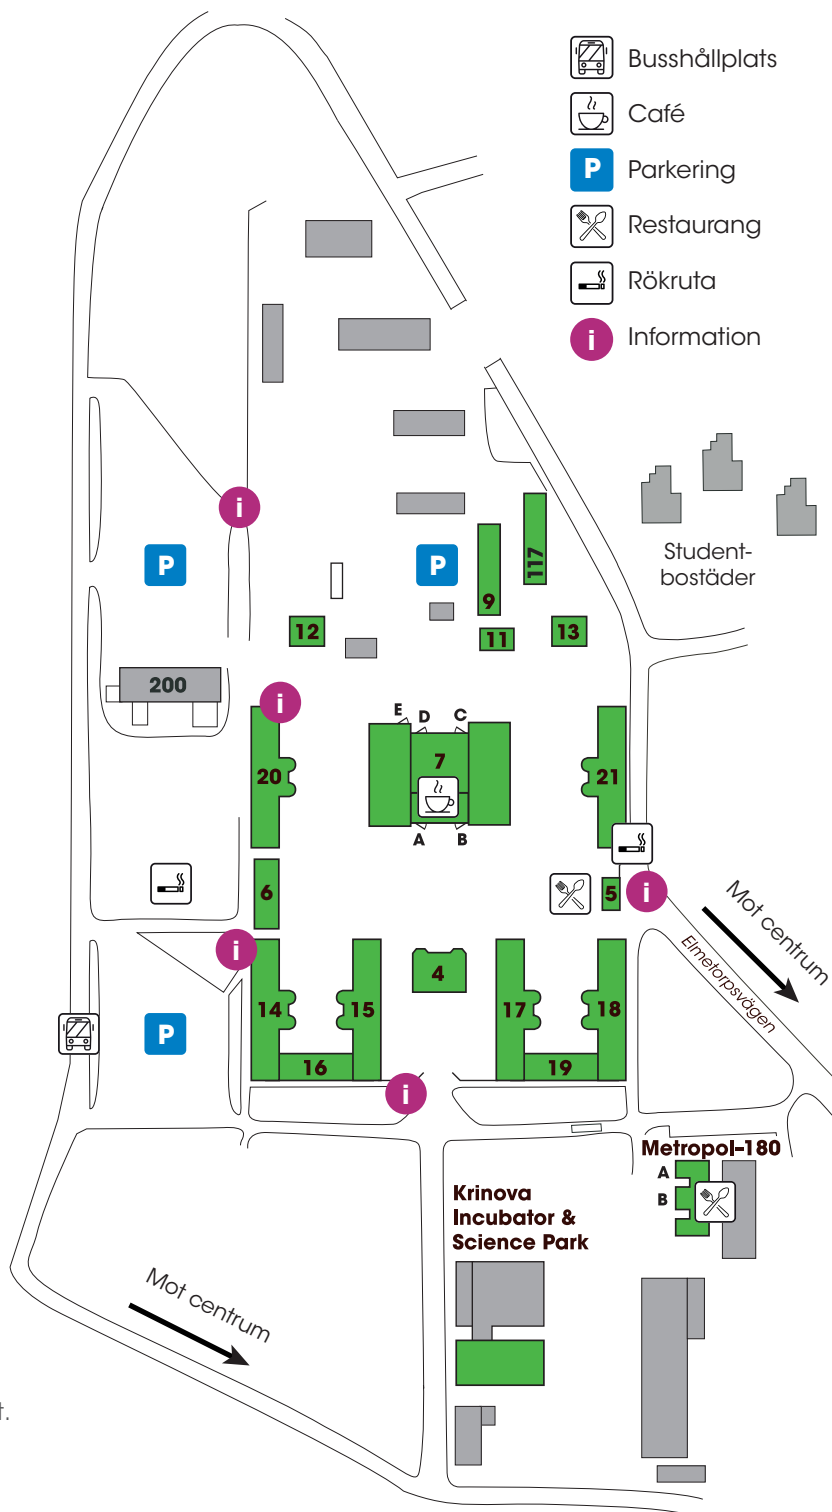 Busshållplats
Café
P Parkering
Restaurang
Rökruta
i Information
i
Student-
bostäder
P
P
117
9
12
11
13
200
i
E
D
C
7
20
21
A
B
6
5
i
Mot centrum
Elmetorpsvägen
i
4
14
15
17
18
P
16
19
i
Metropol-180
A
B
Krinova
Incubator &
Science Park
Mot centrum
t.